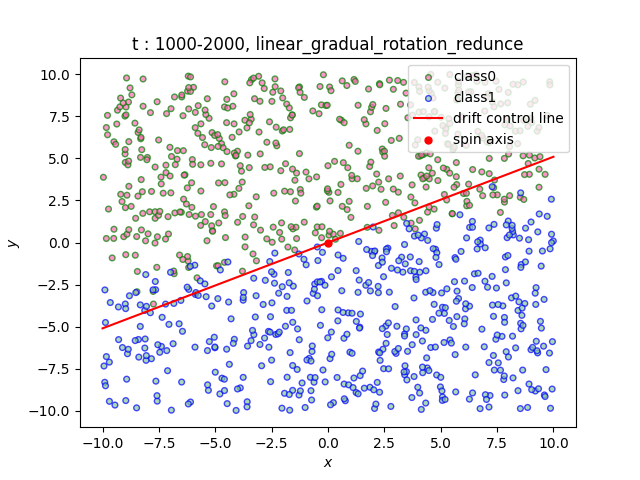 t : 1000-2000, linear_gradual_rotation_redunce
class0
class1
drift control line
spin axis
10.0
7.5
5.0
2.5
0.0
−2.5
−5.0
−7.5
−10.0
y
−10.0 −7.5 −5.0 −2.5 0.0 2.5 5.0 7.5 10.0
x